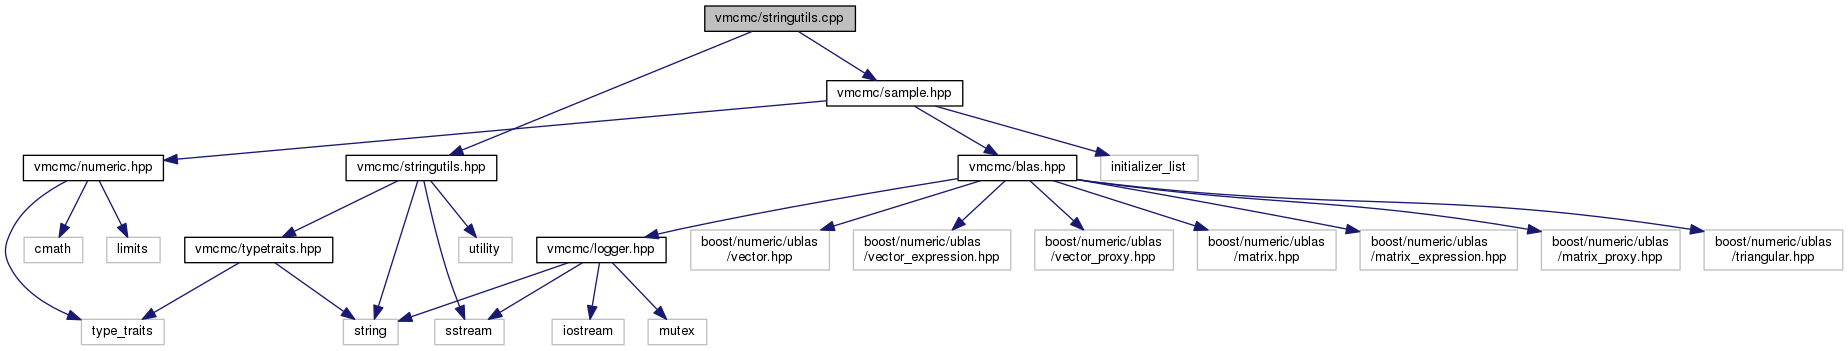 vmcmc/stringutils.cpp
vmcmc/sample.hpp
vmcmc/numeric.hpp
vmcmc/stringutils.hpp
vmcmc/blas.hpp
initializer_list
cmath
limits
vmcmc/typetraits.hpp
utility
vmcmc/logger.hpp
boost/numeric/ublas
/vector.hpp
boost/numeric/ublas
/vector_expression.hpp
boost/numeric/ublas
/vector_proxy.hpp
boost/numeric/ublas
/matrix.hpp
boost/numeric/ublas
/matrix_expression.hpp
boost/numeric/ublas
/matrix_proxy.hpp
boost/numeric/ublas
/triangular.hpp
type_traits
string
sstream
iostream
mutex